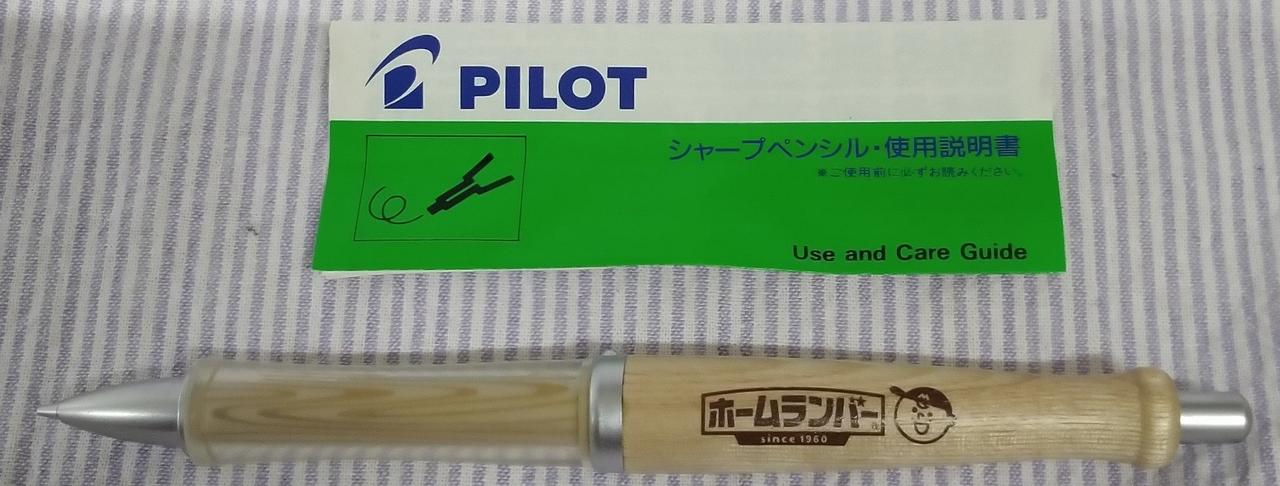 PILOT
シャープペンシル・使用説明書
※ご使用前に必ずお読みください。
Use and Care Guide
ホームランバー
since 1960